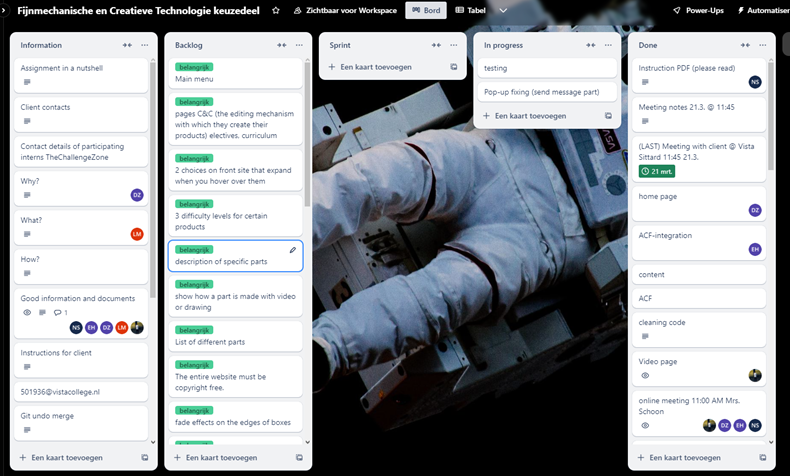 Fijnmechanische en Creatieve Technologie keuzedeel
Zichtbaar voor Workspace
Bord
Tabel
Power-Ups
Automatiser
Information
Assignment in a nutshell
Client contacts
Contact details of participating
interns TheChallengeZone
Why?
DZ
What?
LM
How?
Good information and documents
1
NS EH DZ LM
Instructions for client
501936@vistacollege.nl
Git undo merge
+ Een kaart toevoegen
Backlog
belangrijk
Main menu
belangrijk
pages C&C (the editing mechanism
with which they create their
products) electives, curriculum
belangrijk
2 choices on front site that expand
when you hover over them
belangrijk
3 difficulty levels for certain
products
belangrijk
description of specific parts
belangrijk
show how a part is made with video
or drawing
belangrijk
List of different parts
belangrijk
The entire website must be
copyright free.
belangrijk
fade effects on the edges of boxes
belangrijk
+ Een kaart toevoegen
Sprint
+ Een kaart toevoegen
In progress
testing
Pop-up fixing (send message part)
+ Een kaart toevoegen
NASA
Done
Instruction PDF (please read)
NS
Meeting notes 21.3. @ 11:45
(LAST) Meeting with client @ Vista
Sittard 11:45 21.3.
21 mrt.
home page
DZ
ACF-integration
EH
content
ACF
cleaning code
Video page
online meeting 11:00 AM Mrs.
Schoon
DZ EH NS
+ Een kaart toevoegen